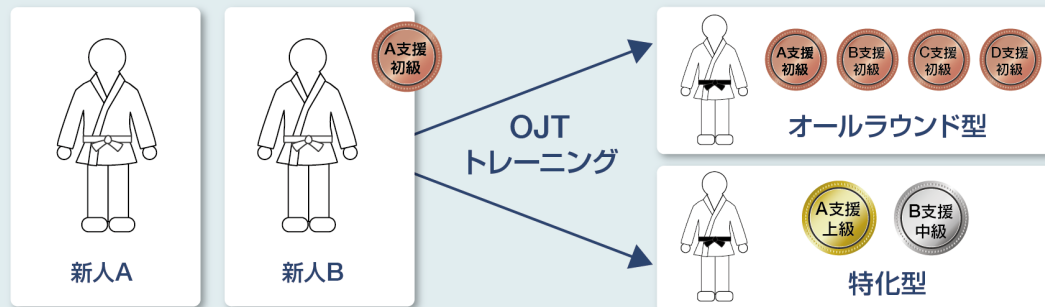 新人A
A支援
初級
新人B
OJT
トレーニング
A支援
初級
B支援
初級
C支援
初級
D支援
初級
オールラウンド型
A支援
上級
B支援
中級
特化型